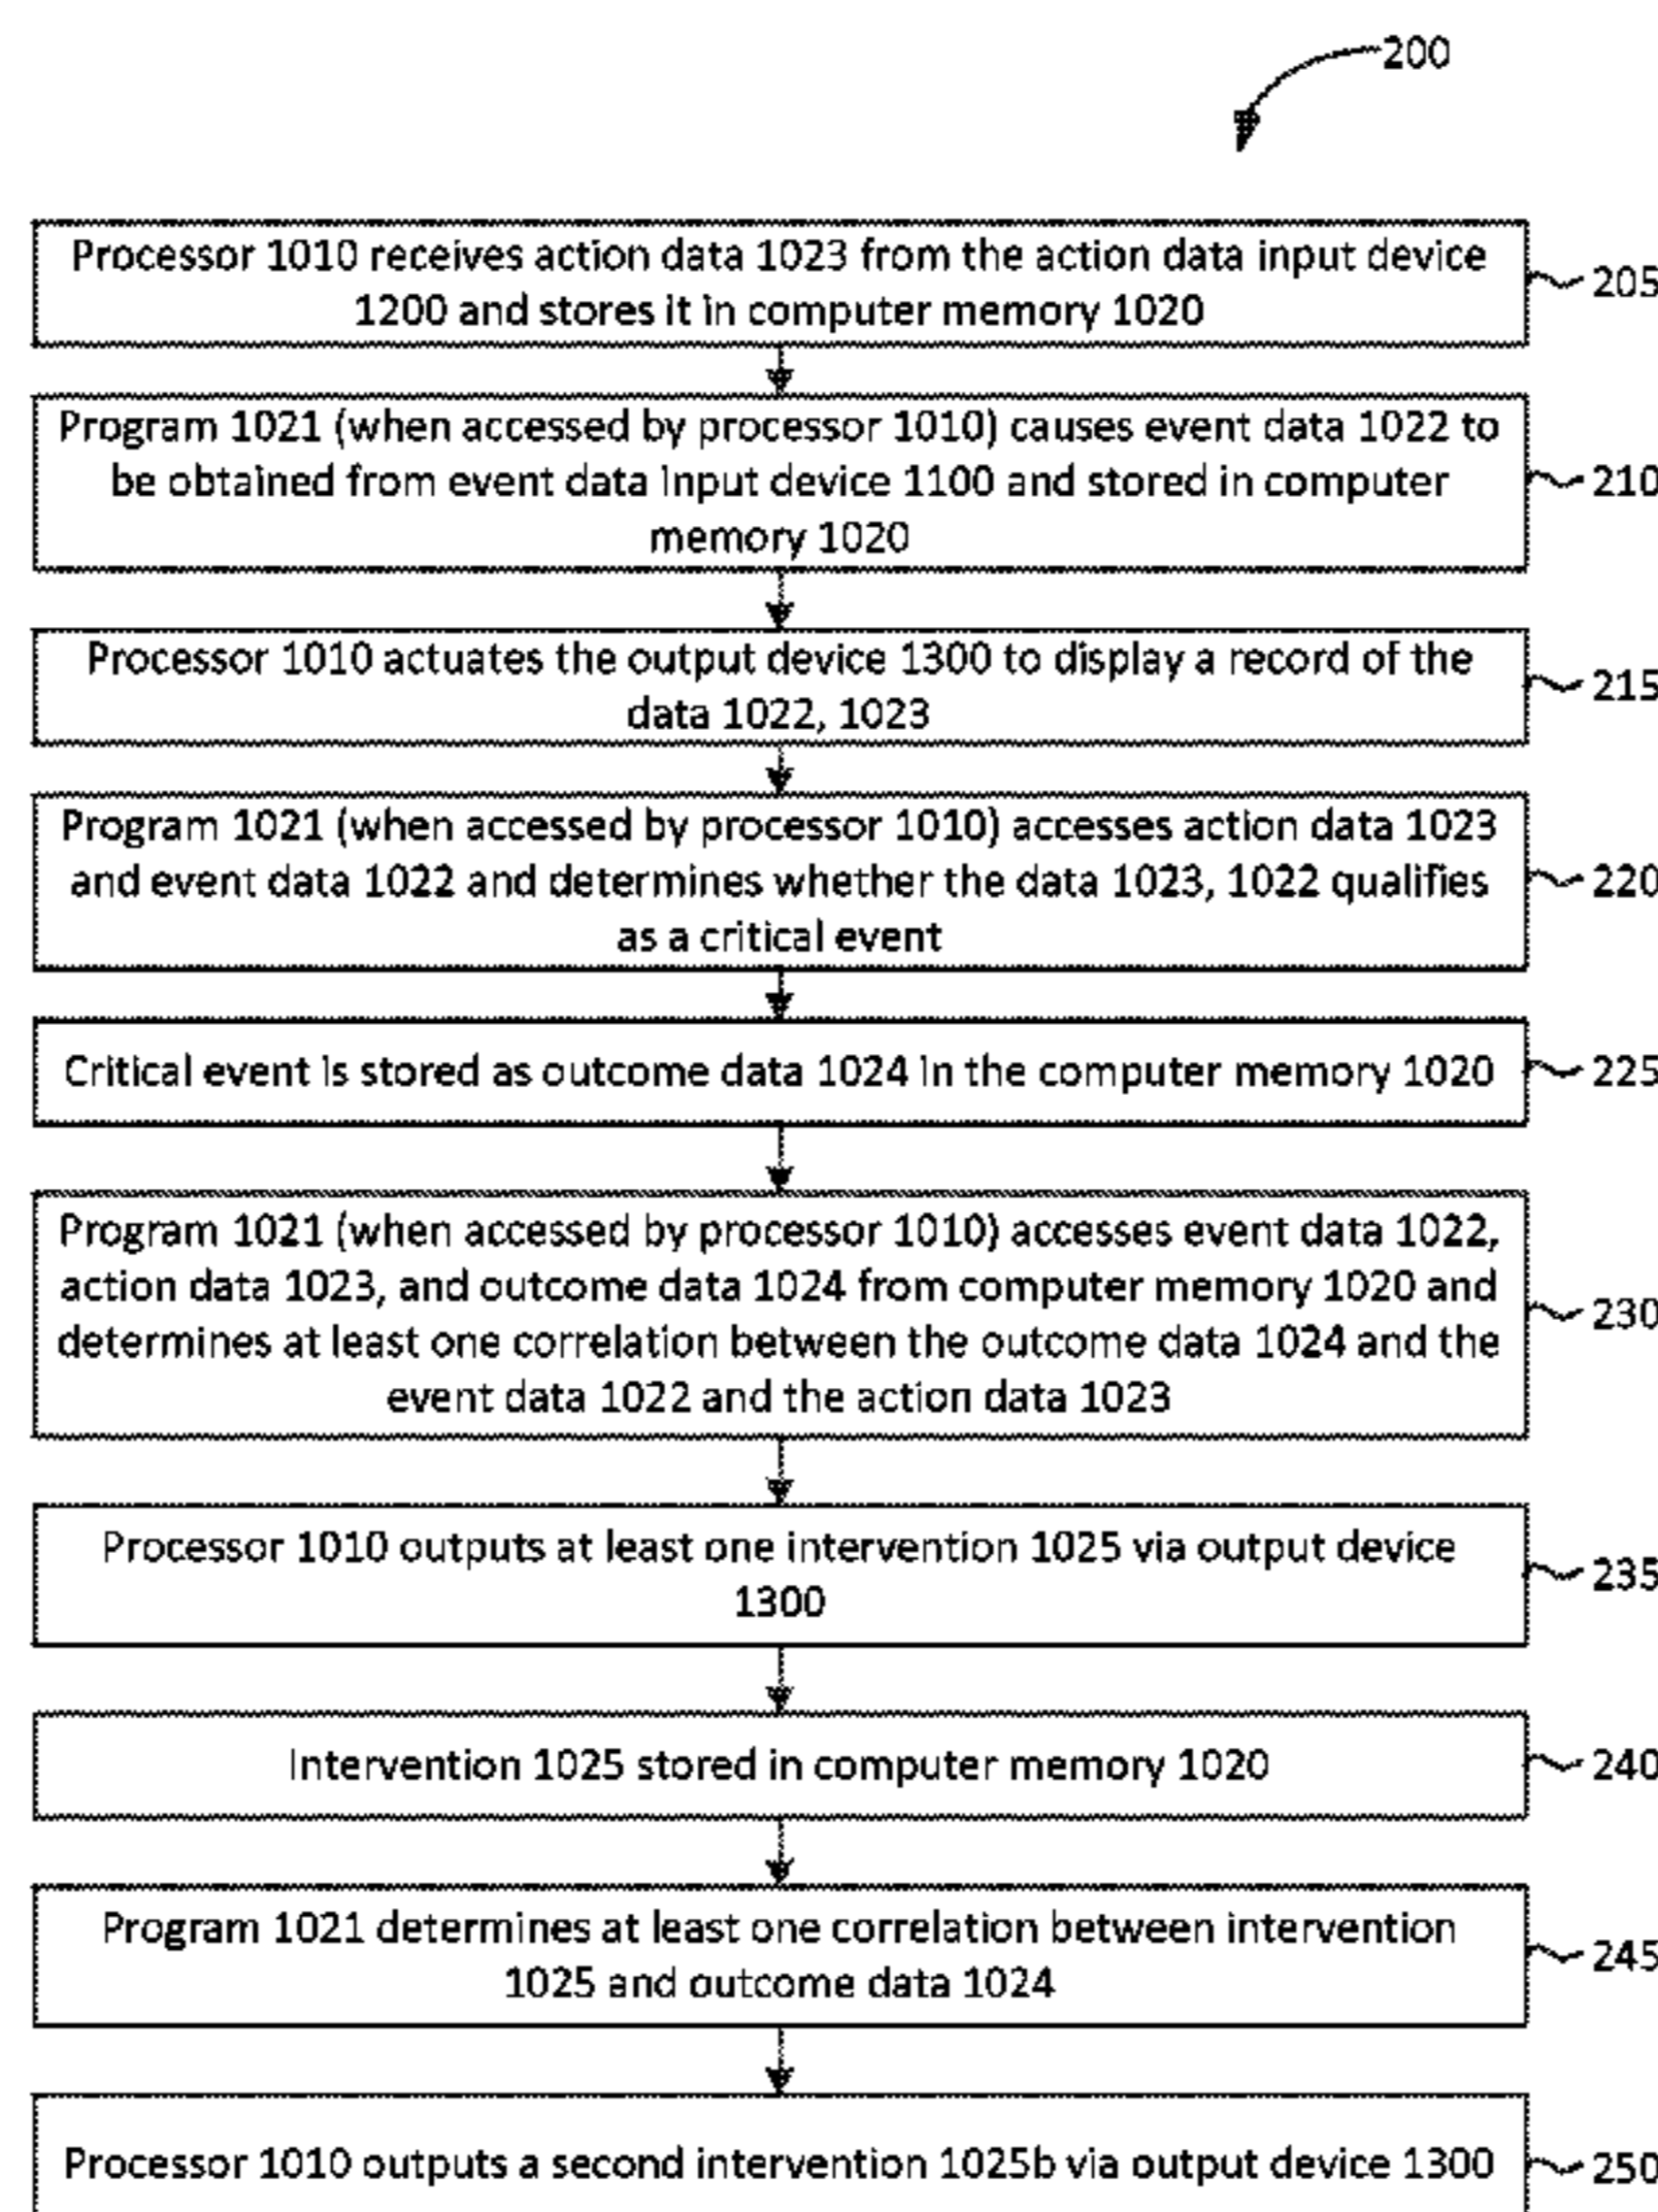 200
Processor 1010 receives action data 1023 from the action data input device
1200 and stores it in computer memory 1020
205
Program 1021 (when accessed by processor 1010) causes event data 1022 to
be obtained from event data input device 1100 and stored in computer
memory 1020
210
Processor 1010 actuates the output device 1300 to display a record of the
data 1022, 1023
215
Program 1021 (when accessed by processor 1010) accesses action data 1023
and event data 1022 and determines whether the data 1023, 1022 qualifies
as a critical event
220
Critical event is stored as outcome data 1024 in the computer memory 1020
225
Program 1021 (when accessed by processor 1010) accesses event data 1022,
action data 1023, and outcome data 1024 from computer memory 1020 and
determines at least one correlation between the outcome data 1024 and the
event data 1022 and the action data 1023
230
Processor 1010 outputs at least one intervention 1025 via output device
1300
235
Intervention 1025 stored in computer memory 1020
240
Program 1021 determines at least one correlation between intervention
1025 and outcome data 1024
245
Processor 1010 outputs a second intervention 1025b via output device 1300
250